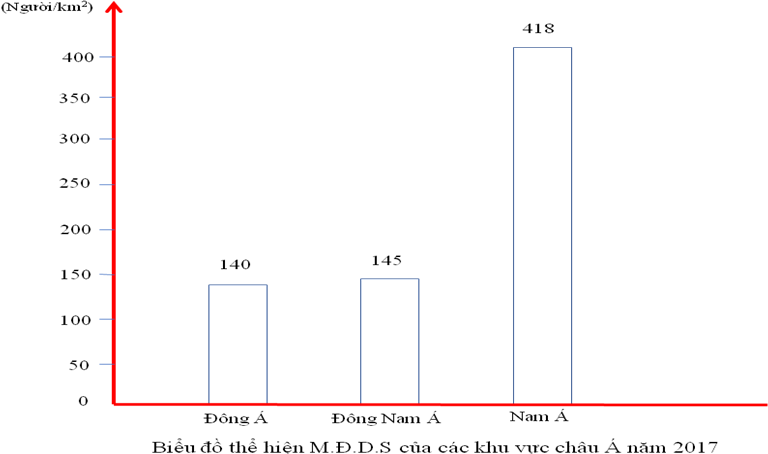 (Người/km²)
418
400
350
300
250
200
150
100
50
0
140
145
Đông Á
Đông Nam Á
Nam Á
Biểu đồ thể hiện M.Đ.D.S của các khu vực châu Á năm 2017